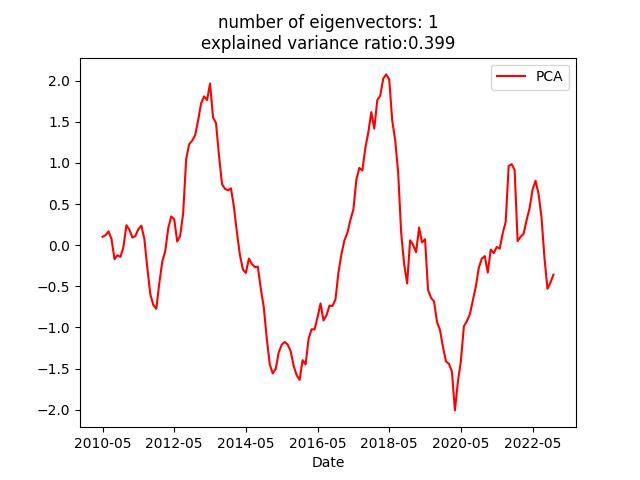 number of eigenvectors: 1
explained variance ratio:0.399
PCA
2.0
1.5
1.0
0.5
0.0
−0.5
−1.0
−1.5
−2.0
2010-05 2012-05 2014-05 2016-05 2018-05 2020-05 2022-05
Date